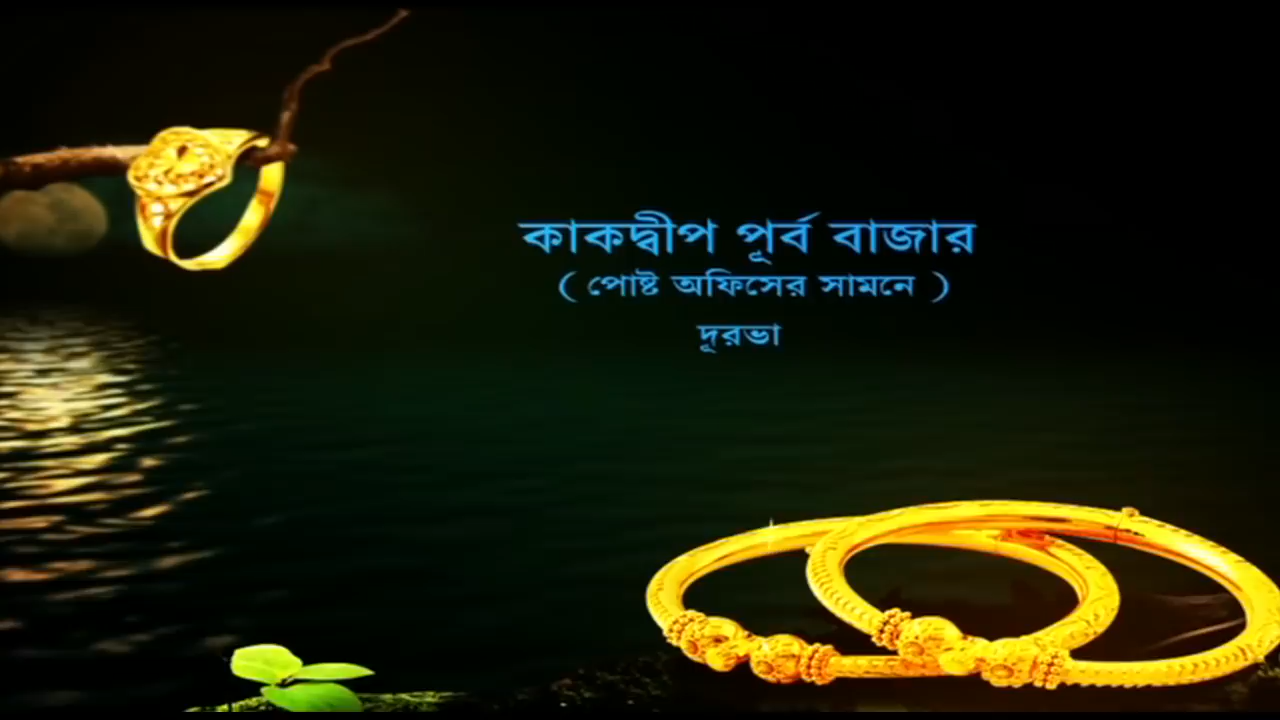 কাকদ্বীপ পূর্ব বাজার
( পোষ্ট অফিসের সামনে )
দূরভা